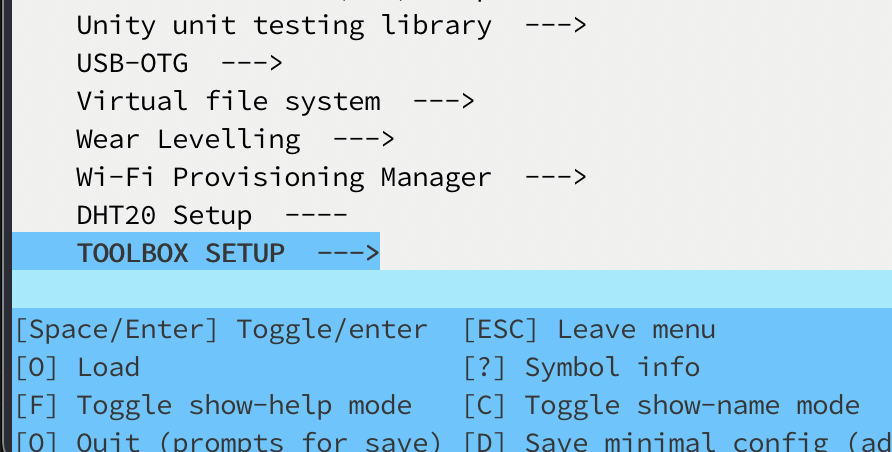 Unity unit testing library  --->
USB-OTG  --->
Virtual file system  --->
Wear Levelling  --->
Wi-Fi Provisioning Manager  --->
DHT20 Setup  ----
TOOLBOX SETUP  --->
[Space/Enter] Toggle/enter  [ESC] Leave menu
[O] Load                    [?] Symbol info
[F] Toggle show-help mode   [C] Toggle show-name mode
[Q] Quit (prompts for save) [D] Save minimal config (ad